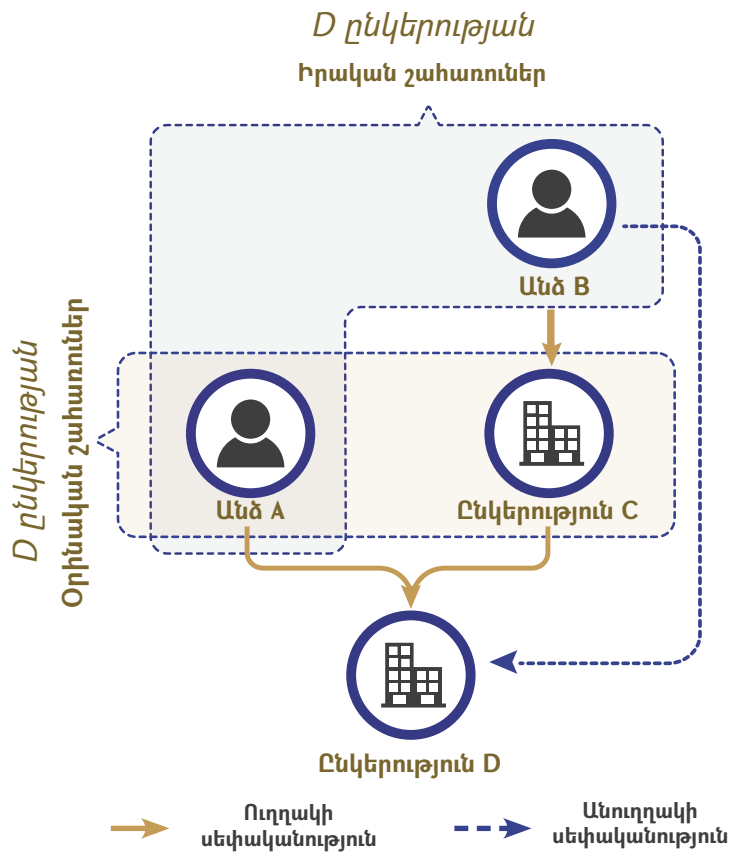 D ընկերության
Իրական շահառուներ
Անձ B
D ընկերության
Օրինական շահառուներ
Անձ A
Ընկերություն C
Ընկերություն D
Ուղղակի
սեփականություն
Անուղղակի
սեփականություն